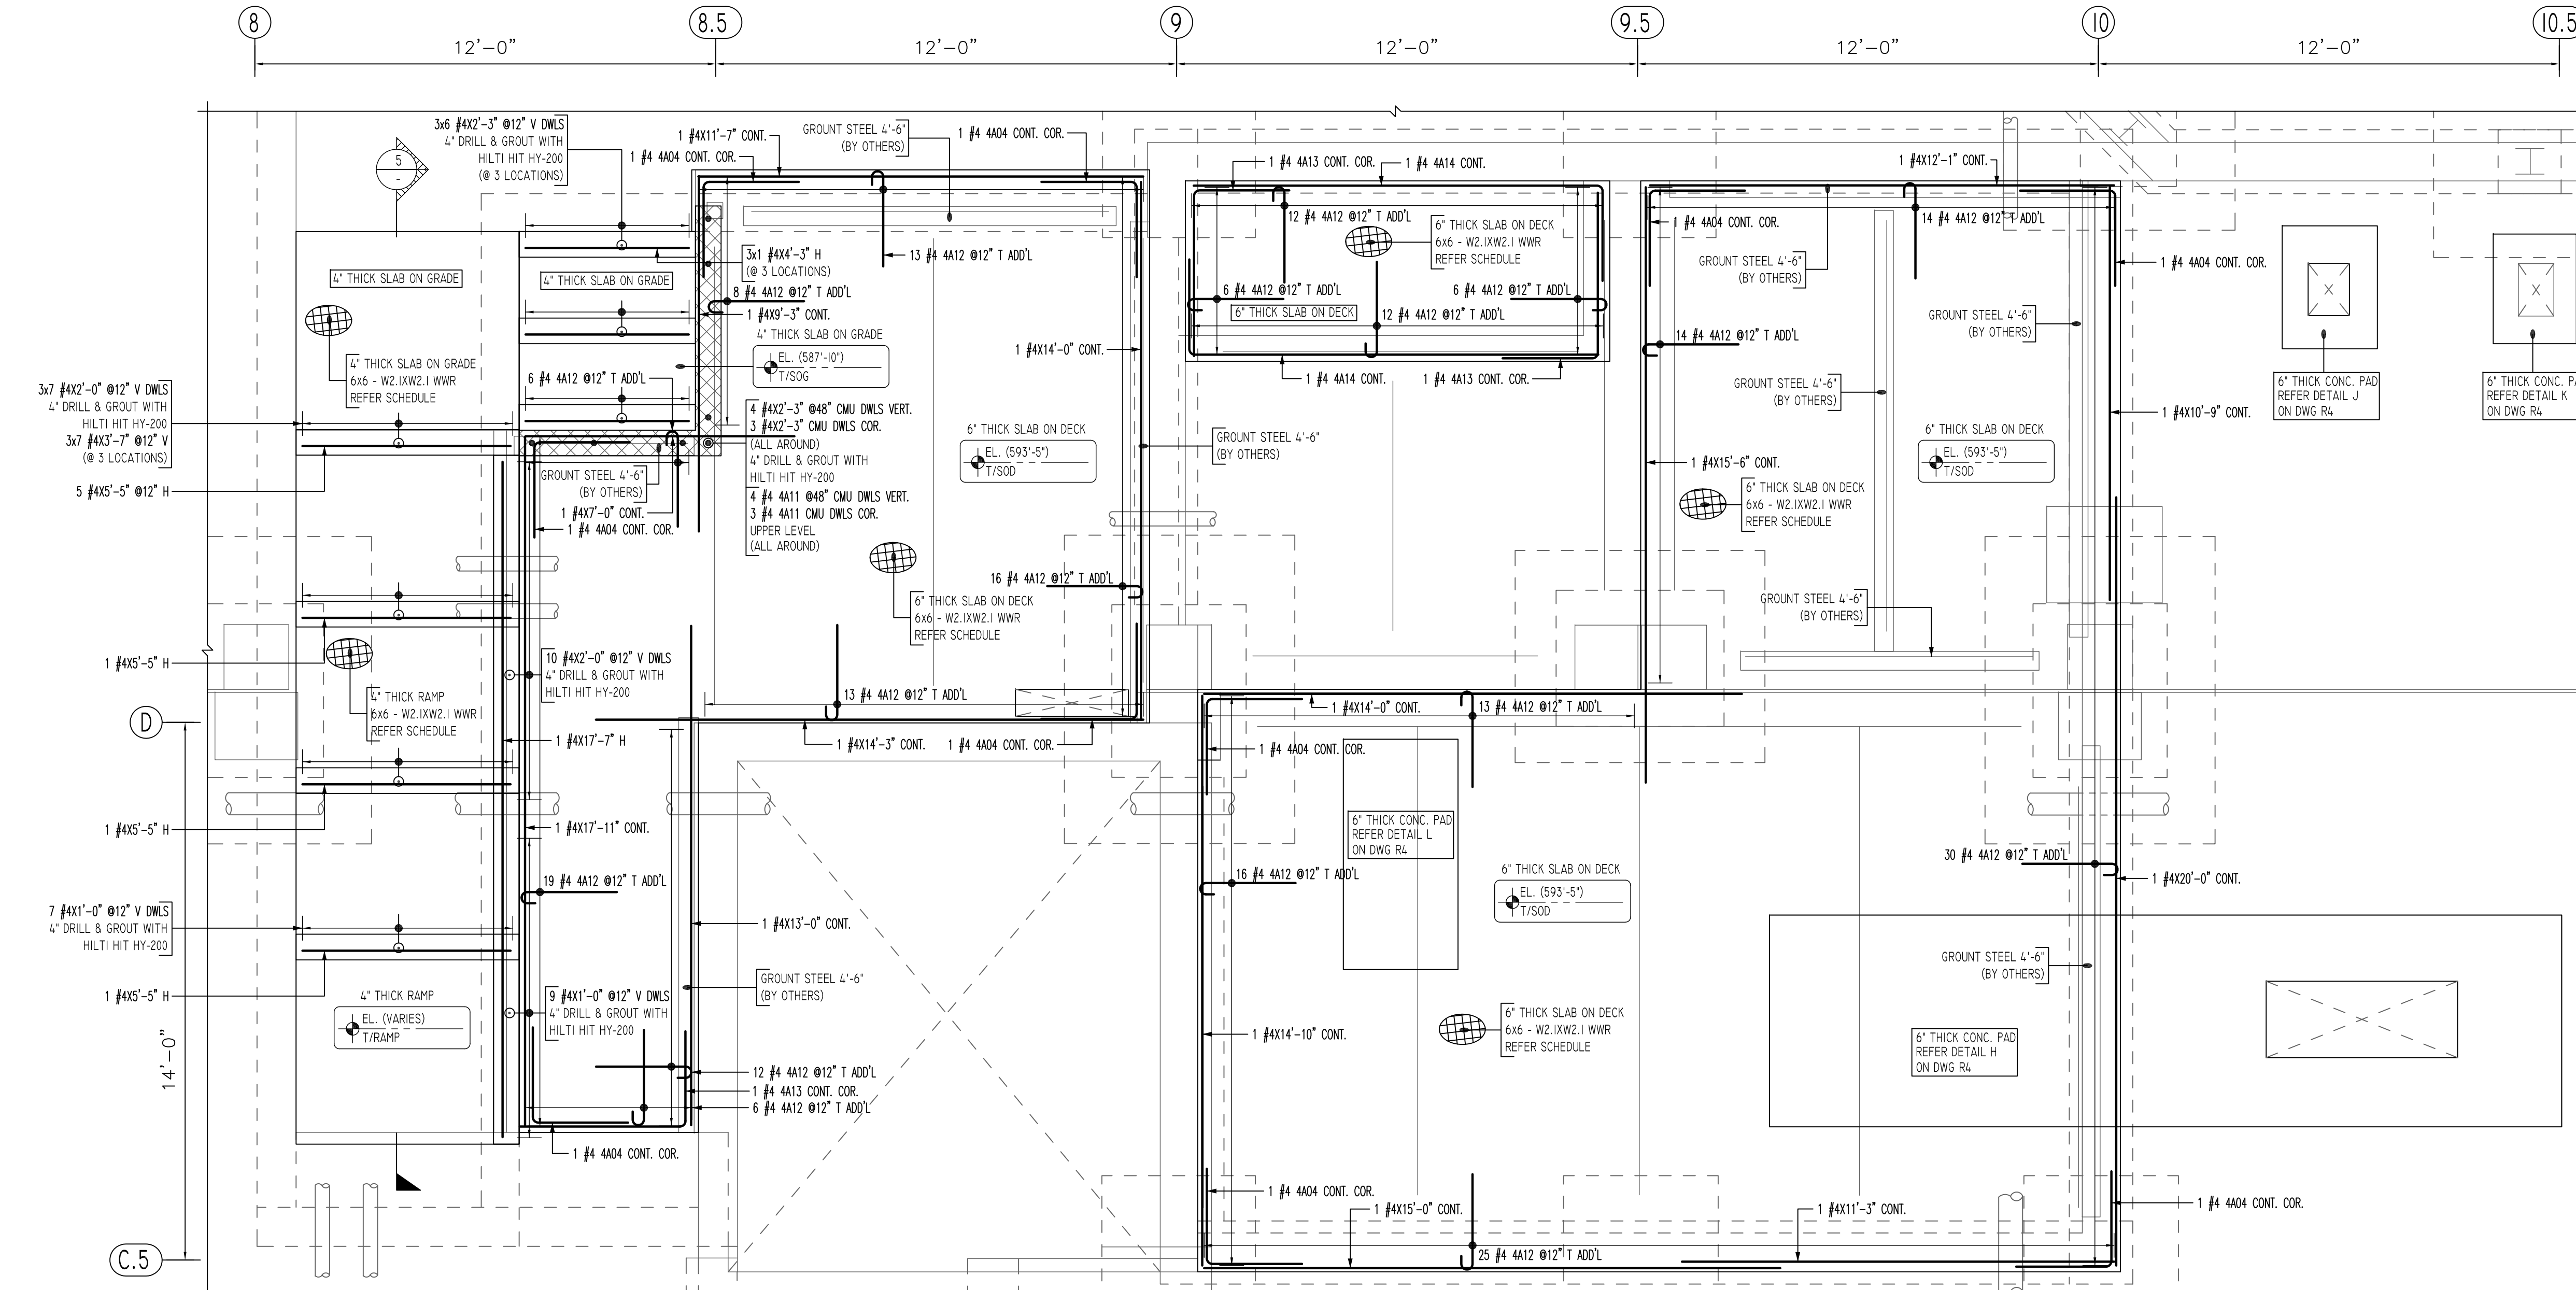 8
8.5
9
9.5
10
10.5
12'-0"
12'-0"
12'-0"
12'-0"
12'-0"
3x6 #4X2'-3" @12" V DWLS
4" DRILL & GROUT WITH
HILTI HIT HY-200
(@ 3 LOCATIONS)
5
-
1 #4X11'-7" CONT.
1 #4 4A04 CONT. COR.
GROUNT STEEL 4'-6"
(BY OTHERS)
1 #4 4A04 CONT. COR.
1 #4 4A13 CONT. COR.
1 #4 4A14 CONT.
1 #4X12'-1" CONT.
12 #4 4A12 @12" T ADD'L
6" THICK SLAB ON DECK
6x6 - W2.1XW2.1 WWR
REFER SCHEDULE
1 #4 4A04 CONT. COR.
14 #4 4A12 @12" T ADD'L
4" THICK SLAB ON GRADE
4" THICK SLAB ON GRADE
3x1 #4X4'-3" H
(@ 3 LOCATIONS)
13 #4 4A12 @12" T ADD'L
GROUNT STEEL 4'-6"
(BY OTHERS)
1 #4 4A04 CONT. COR.
8 #4 4A12 @12" T ADD'L
1 #4X9'-3" CONT.
6 #4 4A12 @12" T ADD'L
6" THICK SLAB ON DECK
6 #4 4A12 @12" T ADD'L
12 #4 4A12 @12" T ADD'L
GROUNT STEEL 4'-6"
(BY OTHERS)
4" THICK SLAB ON GRADE
EL. (587'-10")
T/SOG
1 #4X14'-0" CONT.
14 #4 4A12 @12" T ADD'L
4" THICK SLAB ON GRADE
6x6 - W2.1XW2.1 WWR
REFER SCHEDULE
6 #4 4A12 @12" T ADD'L
1 #4 4A14 CONT.
1 #4 4A13 CONT. COR.
GROUNT STEEL 4'-6"
(BY OTHERS)
6" THICK CONC. PAD
REFER DETAIL J
ON DWG R4
6" THICK CONC. PA
REFER DETAIL K
ON DWG R4
3x7 #4X2'-0" @12" V DWLS
4" DRILL & GROUT WITH
HILTI HIT HY-200
3x7 #4X3'-7" @12" V
(@ 3 LOCATIONS)
5 #4X5'-5" @12" H
4 #4X2'-3" @48" CMU DWLS VERT.
3 #4X2'-3" CMU DWLS COR.
(ALL AROUND)
4" DRILL & GROUT WITH
HILTI HIT HY-200
4 #4 4A11 @48" CMU DWLS VERT.
3 #4 4A11 CMU DWLS COR.
UPPER LEVEL
(ALL AROUND)
6" THICK SLAB ON DECK
EL. (593'-5")
T/SOD
GROUNT STEEL 4'-6"
(BY OTHERS)
1 #4X10'-9" CONT.
6" THICK SLAB ON DECK
EL. (593'-5")
T/SOD
1 #4X15'-6" CONT.
GROUNT STEEL 4'-6"
(BY OTHERS)
1 #4X7'-0" CONT.
1 #4 4A04 CONT. COR.
6" THICK SLAB ON DECK
6x6 - W2.1XW2.1 WWR
REFER SCHEDULE
16 #4 4A12 @12" T ADD'L
6" THICK SLAB ON DECK
6x6 - W2.1XW2.1 WWR
REFER SCHEDULE
GROUNT STEEL 4'-6"
(BY OTHERS)
1 #4X5'-5" H
10 #4X2'-0" @12" V DWLS
4" DRILL & GROUT WITH
HILTI HIT HY-200
4" THICK RAMP
6x6 - W2.1XW2.1 WWR
REFER SCHEDULE
13 #4 4A12 @12" T ADD'L
1 #4X14'-0" CONT.
13 #4 4A12 @12" T ADD'L
D
1 #4X17'-7" H
1 #4X14'-3" CONT.
1 #4 4A04 CONT. COR.
1 #4 4A04 CONT. COR.
1 #4X5'-5" H
1 #4X17'-11" CONT.
6" THICK CONC. PAD
REFER DETAIL L
ON DWG R4
19 #4 4A12 @12" T ADD'L
16 #4 4A12 @12" T ADD'L
6" THICK SLAB ON DECK
EL. (593'-5")
T/SOD
30 #4 4A12 @12" T ADD'L
1 #4X20'-0" CONT.
7 #4X1'-0" @12" V DWLS
4" DRILL & GROUT WITH
HILTI HIT HY-200
1 #4X13'-0" CONT.
1 #4X5'-5" H
GROUNT STEEL 4'-6"
(BY OTHERS)
GROUNT STEEL 4'-6"
(BY OTHERS)
4" THICK RAMP
EL. (VARIES)
T/RAMP
9 #4X1'-0" @12" V DWLS
4" DRILL & GROUT WITH
HILTI HIT HY-200
1 #4X14'-10" CONT.
6" THICK SLAB ON DECK
6x6 - W2.1XW2.1 WWR
REFER SCHEDULE
6" THICK CONC. PAD
REFER DETAIL H
ON DWG R4
14'-0"
12 #4 4A12 @12" T ADD'L
1 #4 4A13 CONT. COR.
6 #4 4A12 @12" T ADD'L
1 #4 4A04 CONT. COR.
1 #4 4A04 CONT. COR.
1 #4X15'-0" CONT.
1 #4X11'-3" CONT.
1 #4 4A04 CONT. COR.
25 #4 4A12 @12" T ADD'L
C.5